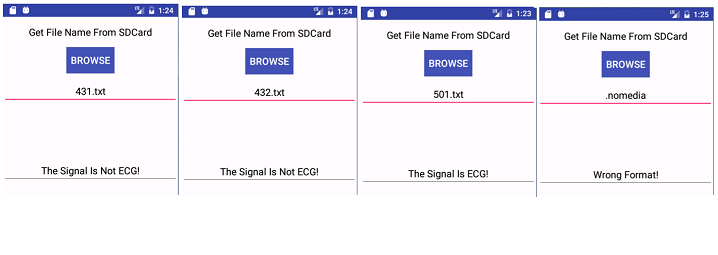 1:24
Get File Name From SDCard
BROWSE
431.txt
The Signal Is Not ECG!
1:24
Get File Name From SDCard
BROWSE
432.txt
The Signal Is Not ECG!
1:23
Get File Name From SDCard
BROWSE
501.txt
The Signal Is ECG!
1:25
Get File Name From SDCard
BROWSE
.nomedia
Wrong Format!